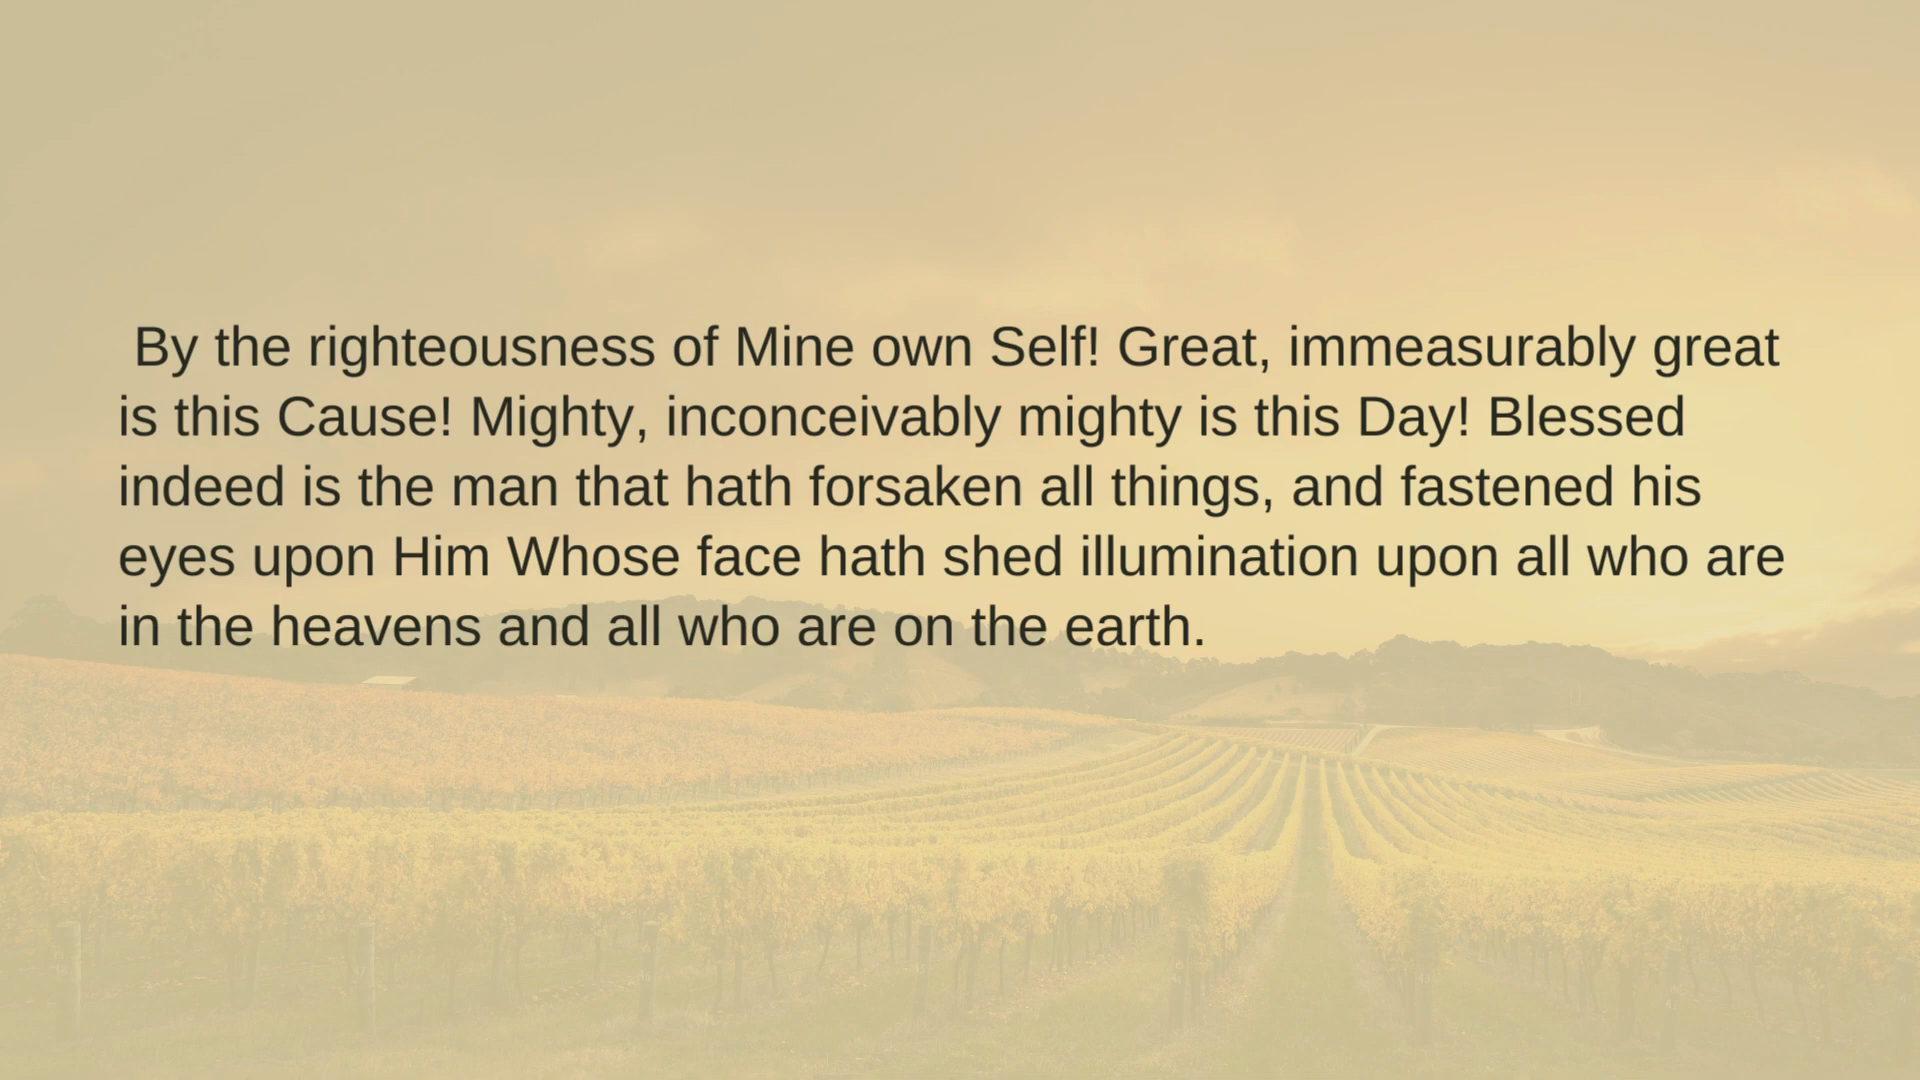 By the righteousness of Mine own Self! Great, immeasurably great
is this Cause! Mighty, inconceivably mighty is this Day! Blessed
indeed is the man that hath forsaken all things, and fastened his
eyes upon Him Whose face hath shed illumination upon all who are
in the heavens and all who are on the earth.